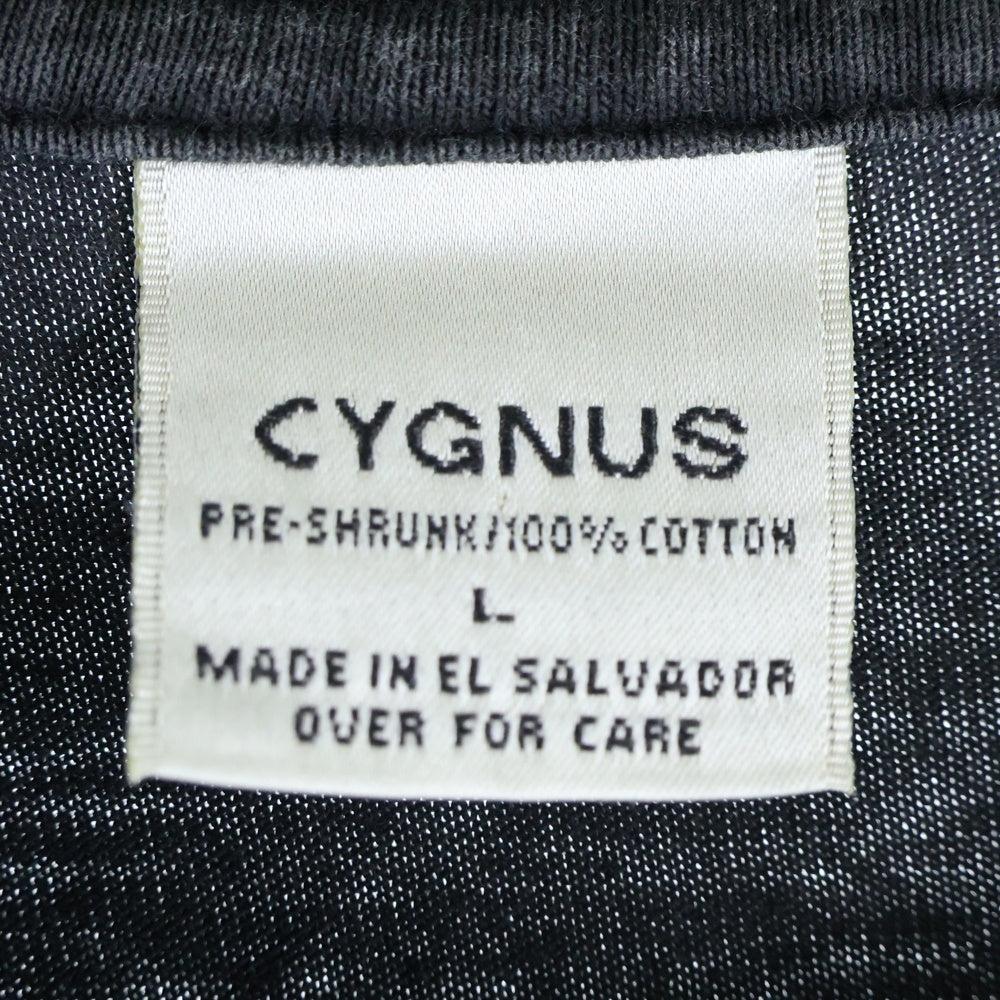 CYGNUS
PRE-SHRUNK/100% COTTON
L
MADE IN EL SALVADOR
OVER FOR CARE